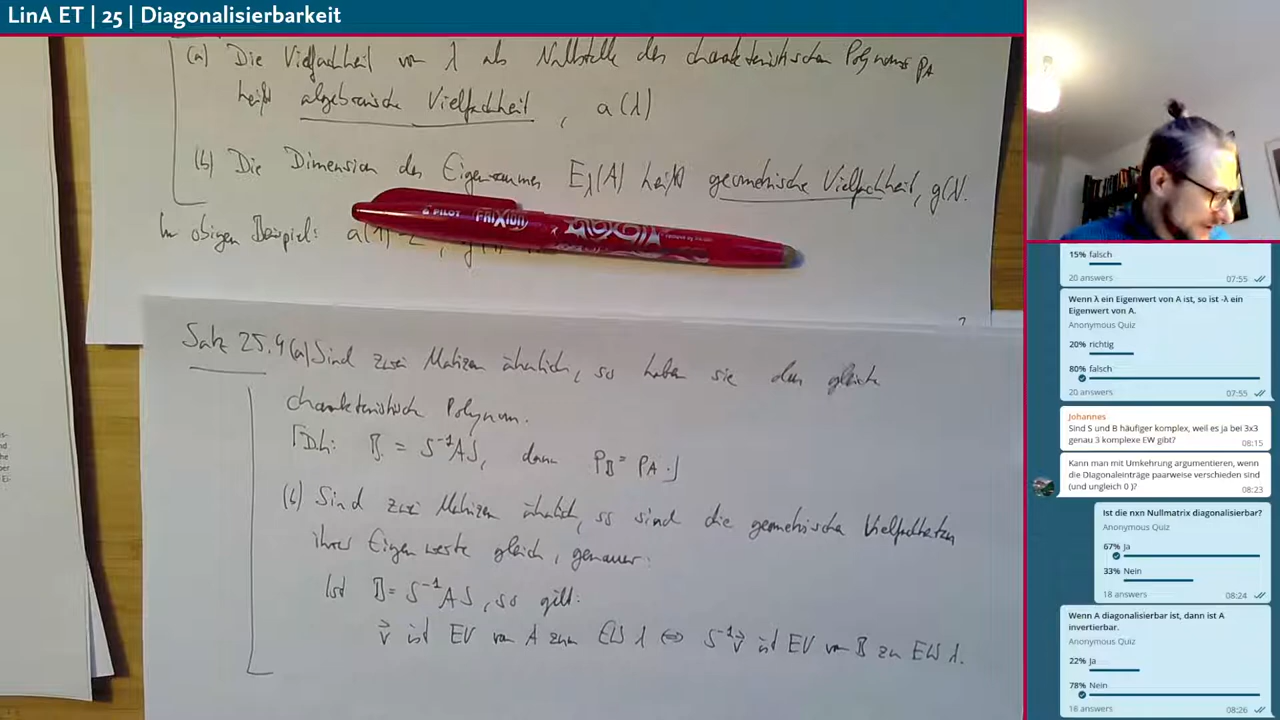 LinA ET | 25 | Diagonalisierbarkeit
(a) Die Vielfachheit von λ als Nullstelle des charakteristischen Polynoms pA
heißt algebraische Vielfachheit, a(λ)
(b) Die Dimension des Eigenraumes Eλ(A) heißt geometrische Vielfachheit, g(λ).
Im obigen Beispiel: a(1)=2,
PILOT FRIXION
Satz 25.4 (a) Sind zwei Matrizen ähnlich, so haben sie das gleiche
charakteristische Polynom.
⌈D.h.: B = S⁻¹AS, dann pB = pA.⌋
(b) Sind zwei Matrizen ähnlich, so sind die geometrische Vielfachheiten
ihrer Eigenwerte gleich, genauer:
Ist B = S⁻¹AS, so gilt:
v⃗ ist EV von A zum EW λ ⇔ S⁻¹v⃗ ist EV von B zu EW λ.
15% falsch
20 answers 07:55
Wenn λ ein Eigenwert von A ist, so ist -λ ein
Eigenwert von A.
Anonymous Quiz
20% richtig
80% falsch
20 answers 07:55
Johannes
Sind S und B häufiger komplex, weil es ja bei 3x3
genau 3 komplexe EW gibt? 08:15
Kann man mit Umkehrung argumentieren, wenn
die Diagonaleinträge paarweise verschieden sind
(und ungleich 0 )? 08:23
Ist die nxn Nullmatrix diagonalisierbar?
Anonymous Quiz
67% Ja
33% Nein
18 answers 08:24
Wenn A diagonalisierbar ist, dann ist A
invertierbar.
Anonymous Quiz
22% Ja
78% Nein
18 answers 08:26